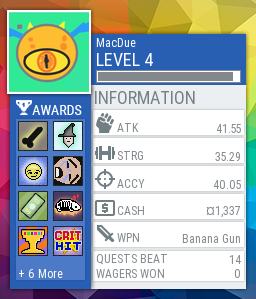 MacDue
LEVEL 4
AWARDS
CRIT
HIT
+ 6 More
INFORMATION
ATK 41.55
STRG 35.29
ACCY 40.05
CASH ¤1,337
WPN Banana Gun
QUESTS BEAT 14
WAGERS WON 0